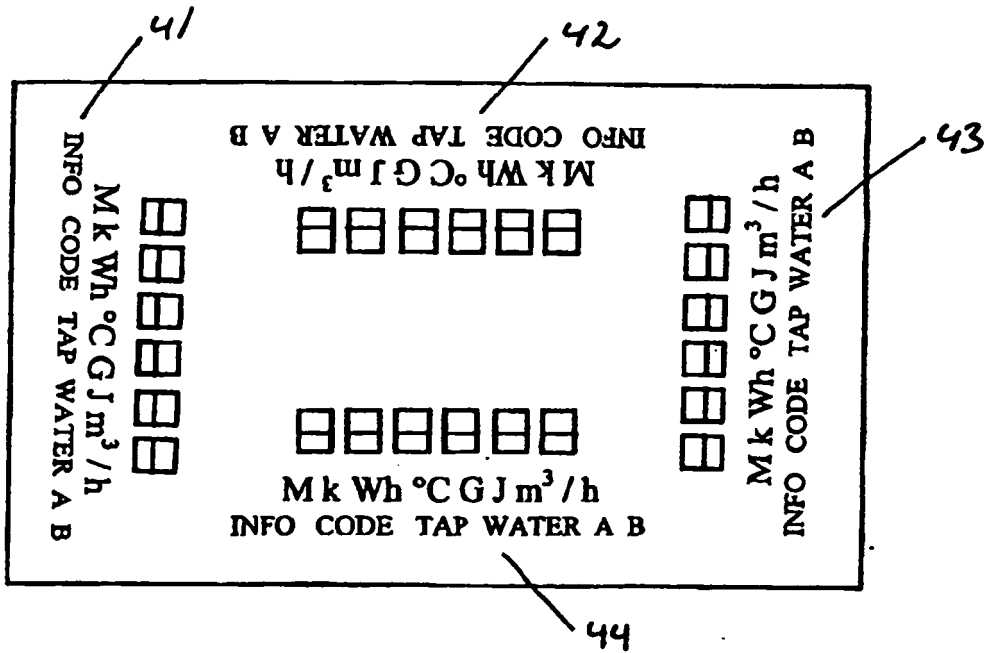 41
42
43
44
INFO CODE TAP WATER A B
M k Wh °C G J m³ / h
INFO CODE TAP WATER A B
M k Wh °C G J m³ / h
M k Wh °C G J m³ / h
INFO CODE TAP WATER A B
M k Wh °C G J m³ / h
INFO CODE TAP WATER A B